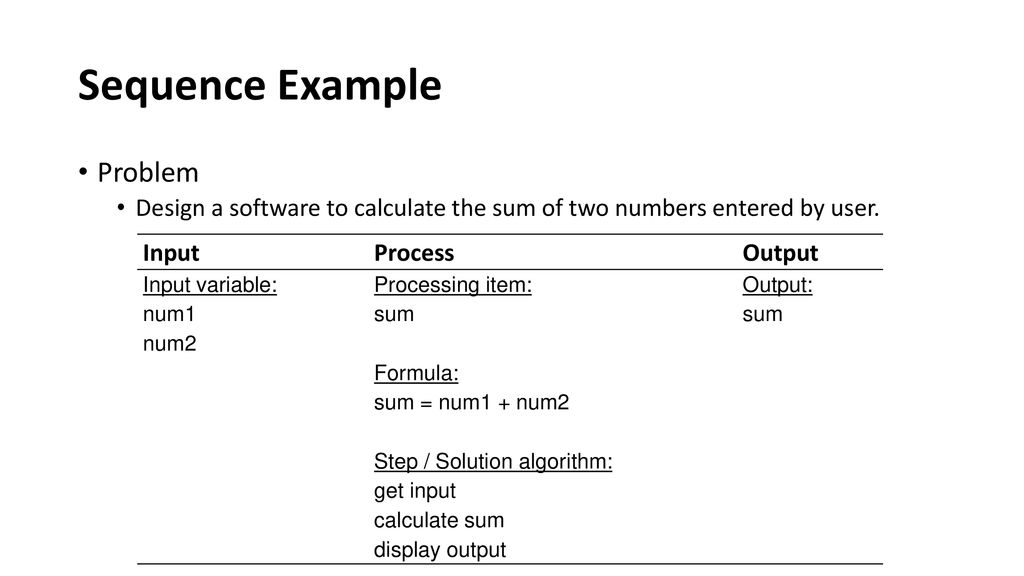 Sequence Example
• Problem
• Design a software to calculate the sum of two numbers entered by user.
Input Process Output
Input variable: Processing item: Output:
num1 sum sum
num2
Formula:
sum = num1 + num2
Step / Solution algorithm:
get input
calculate sum
display output